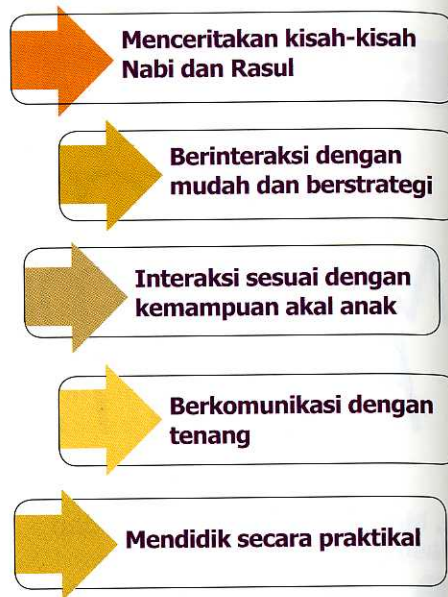 Menceritakan kisah-kisah
Nabi dan Rasul
Berinteraksi dengan
mudah dan berstrategi
Interaksi sesuai dengan
kemampuan akal anak
Berkomunikasi dengan
tenang
Mendidik secara praktikal